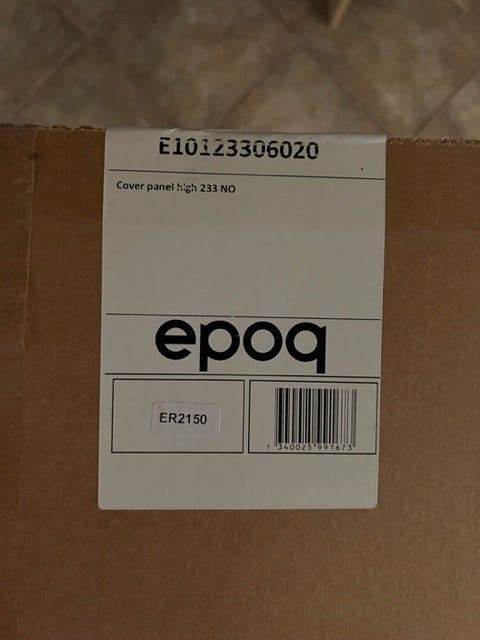 E10123306020
Cover panel high 233 NO
epoq
ER2150
7 340025 991673